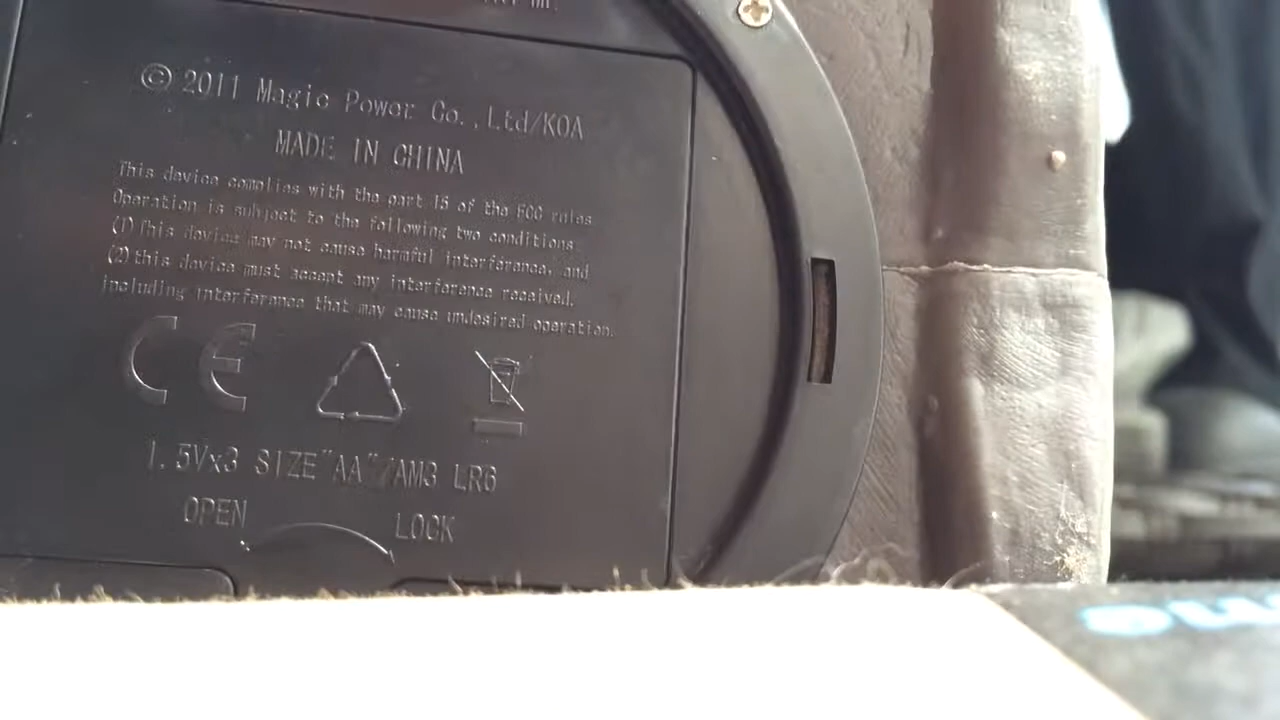 © 2011 Magic Power Co.,Ltd/KOA
MADE IN CHINA
This device complies with the part 15 of the FCC rules
Operation is subject to the following two conditions
(1)This device may not cause harmful interference, and
(2)this device must accept any interference received,
including interference that may cause undesired operation.
CE
1.5Vx3 SIZE"AA"/AM3 LR6
OPEN LOCK